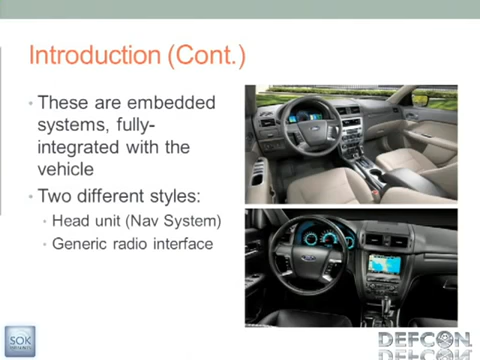 Introduction (Cont.)
• These are embedded
systems, fully-
integrated with the
vehicle
• Two different styles:
• Head unit (Nav System)
• Generic radio interface
SOK
DEFCON